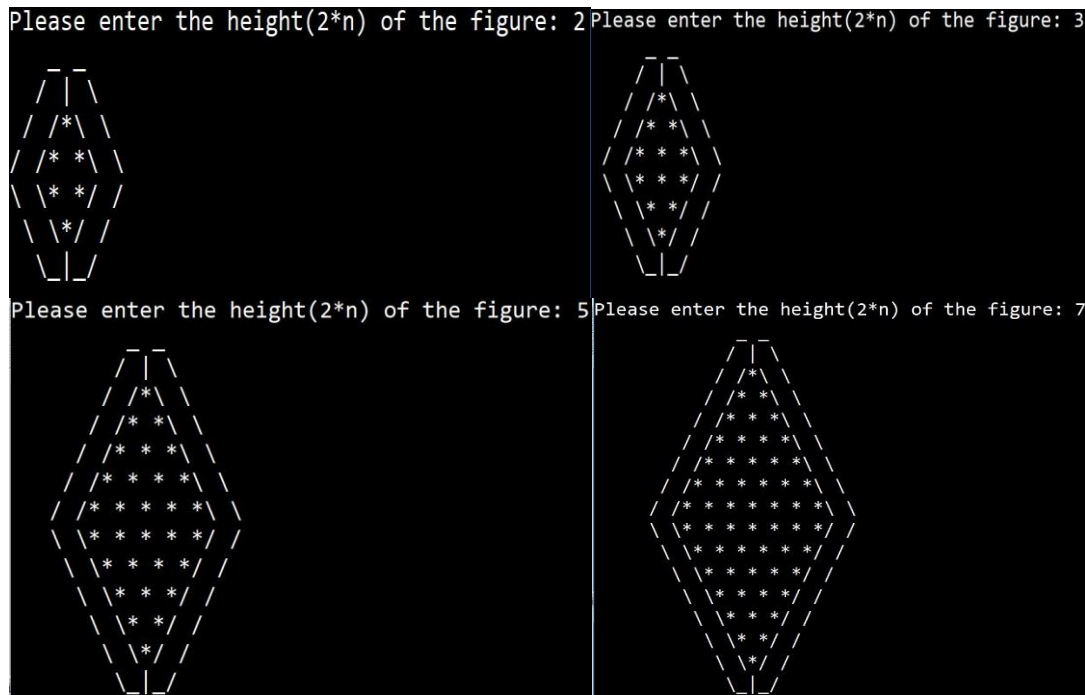 Please enter the height(2*n) of the figure: 2
   _ _
  / | \
 / /*\ \
/ /* *\ \
\ \* */ /
 \ \*/ /
  \_|_/
Please enter the height(2*n) of the figure: 3
    _ _
   / | \
  / /*\ \
 / /* *\ \
/ /* * *\ \
\ \* * */ /
 \ \* */ /
  \ \*/ /
   \_|_/
Please enter the height(2*n) of the figure: 5
      _ _
     / | \
    / /*\ \
   / /* *\ \
  / /* * *\ \
 / /* * * *\ \
/ /* * * * *\ \
\ \* * * * */ /
 \ \* * * */ /
  \ \* * */ /
   \ \* */ /
    \ \*/ /
     \_|_/
Please enter the height(2*n) of the figure: 7
        _ _
       / | \
      / /*\ \
     / /* *\ \
    / /* * *\ \
   / /* * * *\ \
  / /* * * * *\ \
 / /* * * * * *\ \
/ /* * * * * * *\ \
\ \* * * * * * */ /
 \ \* * * * * */ /
  \ \* * * * */ /
   \ \* * * */ /
    \ \* * */ /
     \ \* */ /
      \ \*/ /
       \_|_/